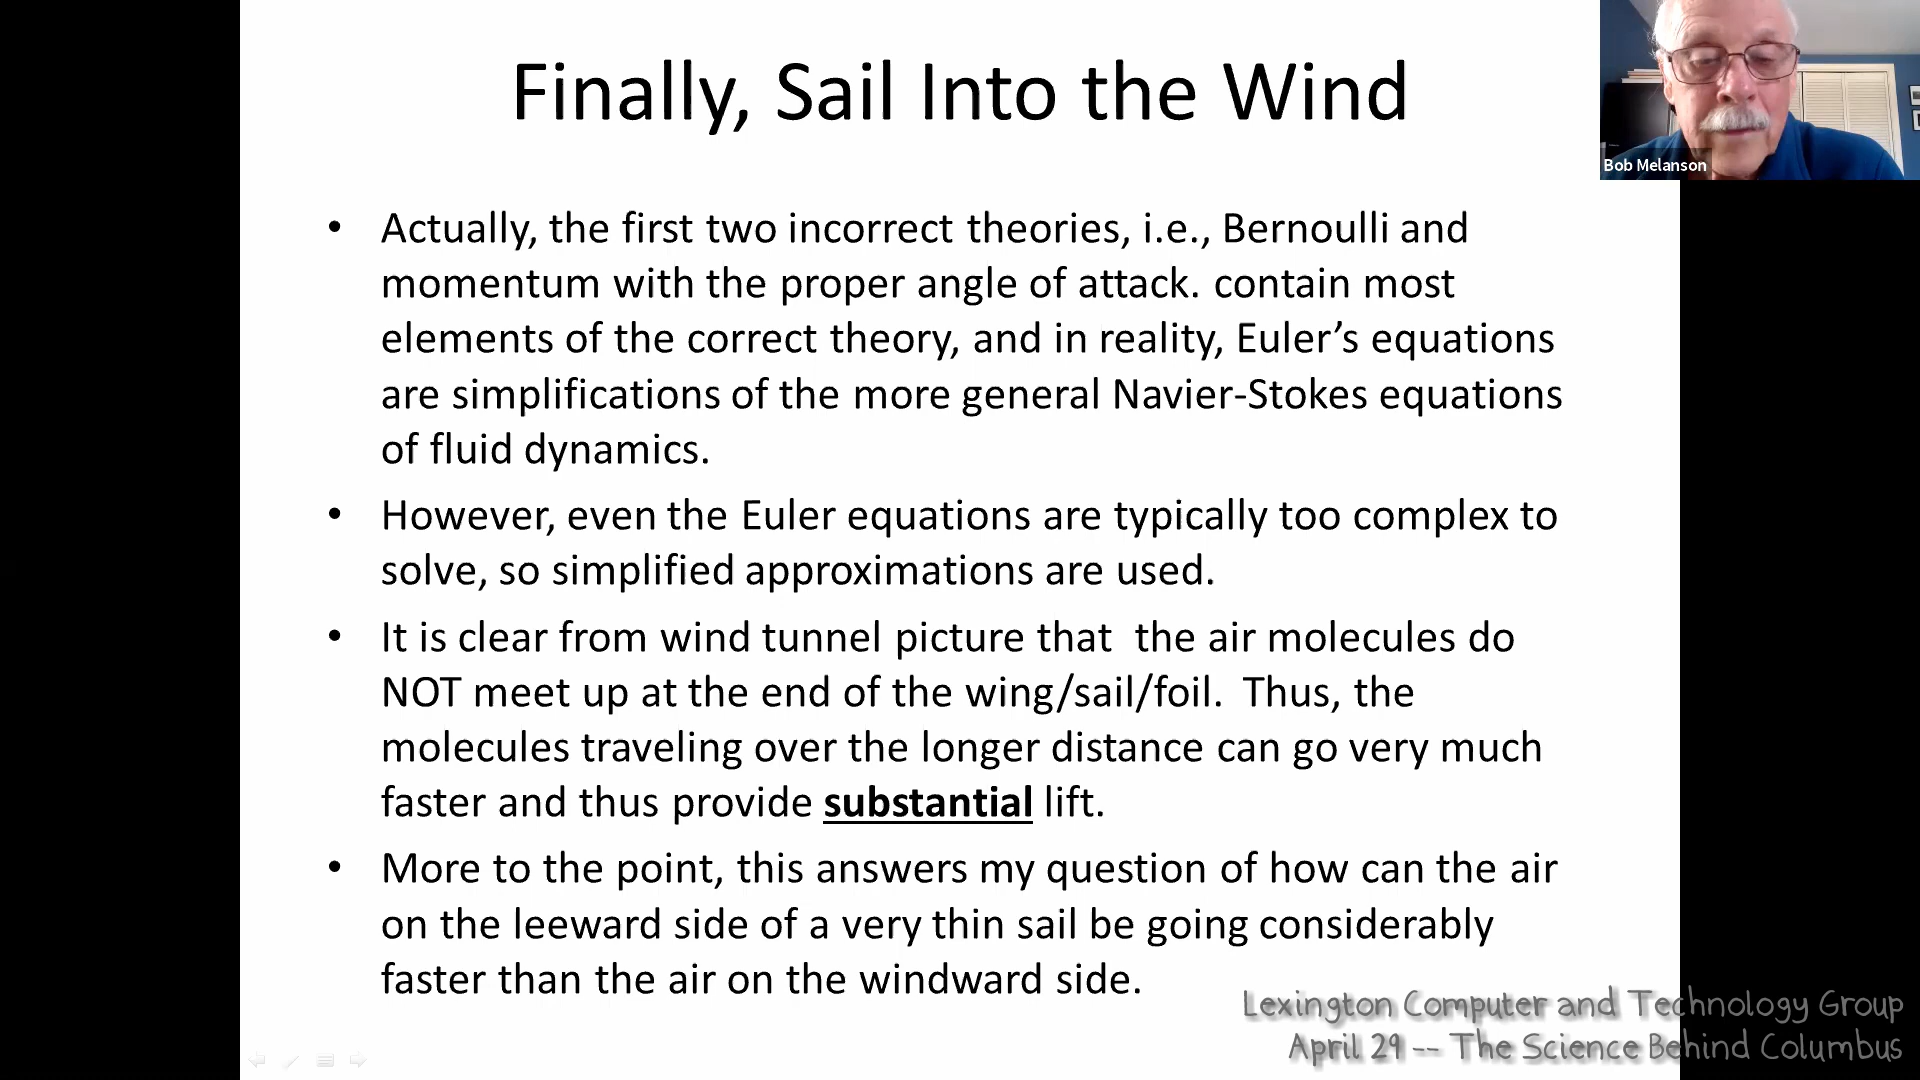 Finally, Sail Into the Wind
Bob Melanson
• Actually, the first two incorrect theories, i.e., Bernoulli and
momentum with the proper angle of attack. contain most
elements of the correct theory, and in reality, Euler’s equations
are simplifications of the more general Navier-Stokes equations
of fluid dynamics.
• However, even the Euler equations are typically too complex to
solve, so simplified approximations are used.
• It is clear from wind tunnel picture that  the air molecules do
NOT meet up at the end of the wing/sail/foil.  Thus, the
molecules traveling over the longer distance can go very much
faster and thus provide substantial lift.
• More to the point, this answers my question of how can the air
on the leeward side of a very thin sail be going considerably
faster than the air on the windward side.
Lexington Computer and Technology Group
April 29 -- The Science Behind Columbus